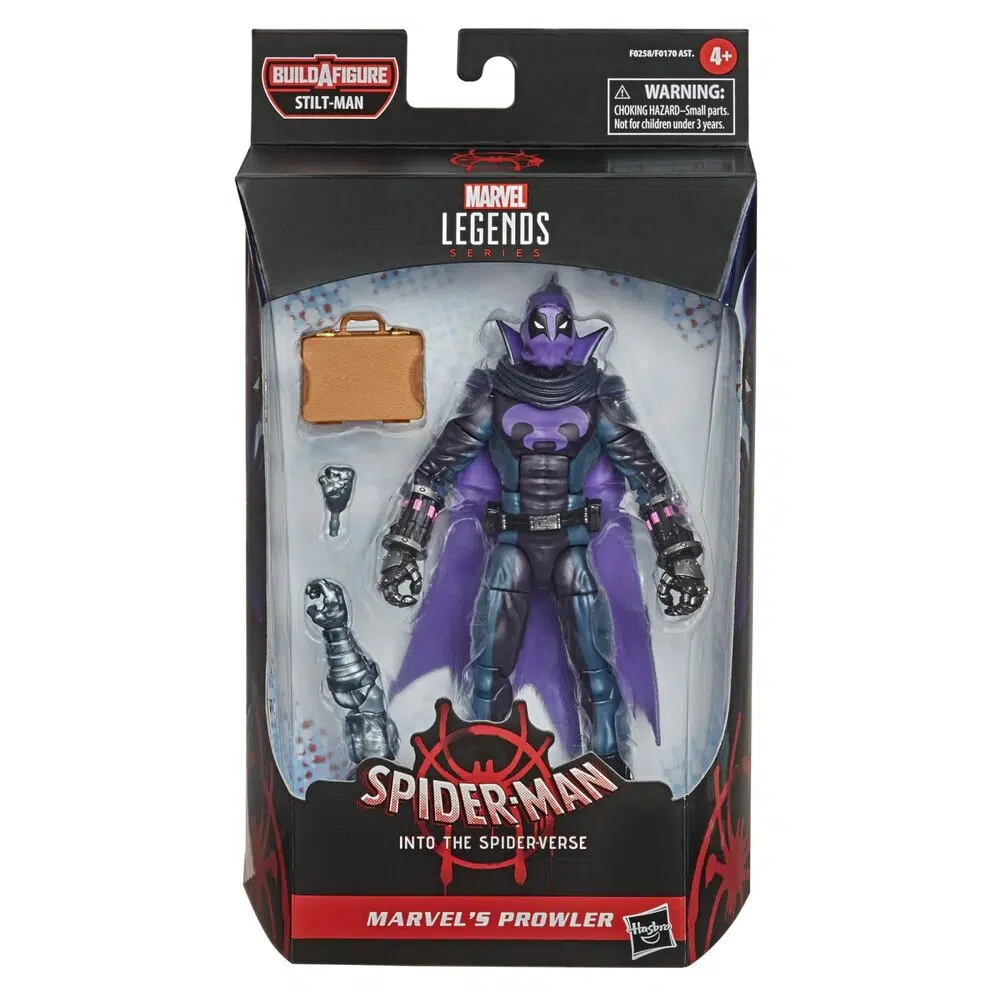 BUILDAFIGURE
STILT-MAN
F0258/F0170 AST.
4+
WARNING:
CHOKING HAZARD–Small parts.
Not for children under 3 years.
MARVEL
LEGENDS
SERIES
SPIDER-MAN
INTO THE SPIDER-VERSE
MARVEL'S PROWLER
Hasbro